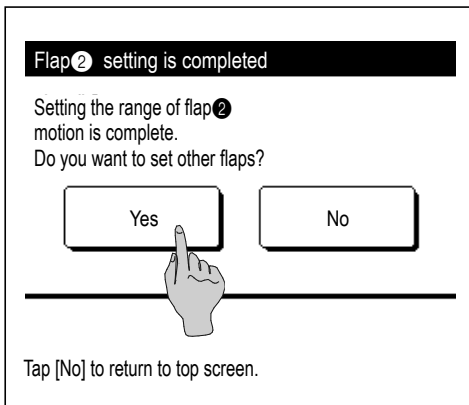 Flap❷ setting is completed
Setting the range of flap❷
motion is complete.
Do you want to set other flaps?
Yes
No
Tap [No] to return to top screen.